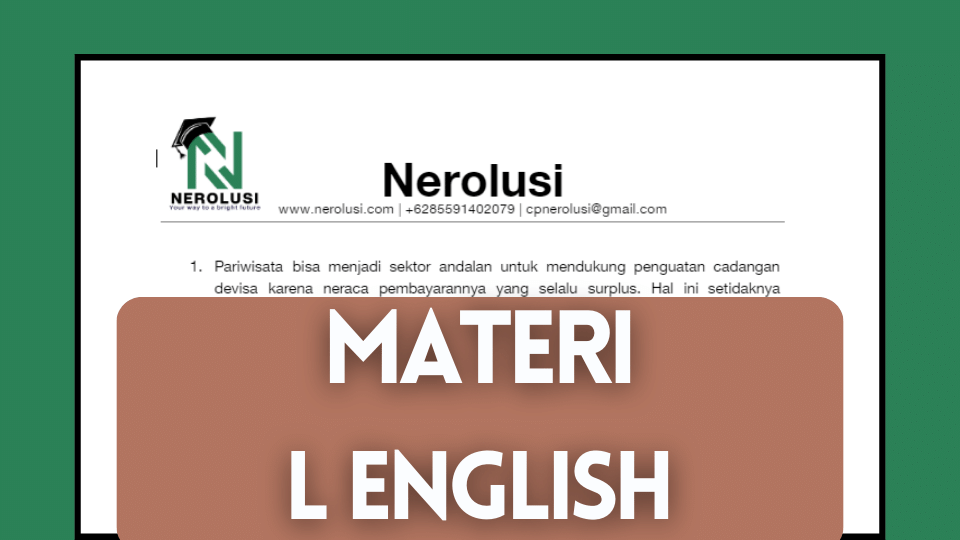 NEROLUSI
Your way to a bright future
Nerolusi
www.nerolusi.com | +6285591402079 | cpnerolusi@gmail.com
1. Pariwisata bisa menjadi sektor andalan untuk mendukung penguatan cadangan
devisa karena neraca pembayarannya yang selalu surplus. Hal ini setidaknya
MATERI
L ENGLISH